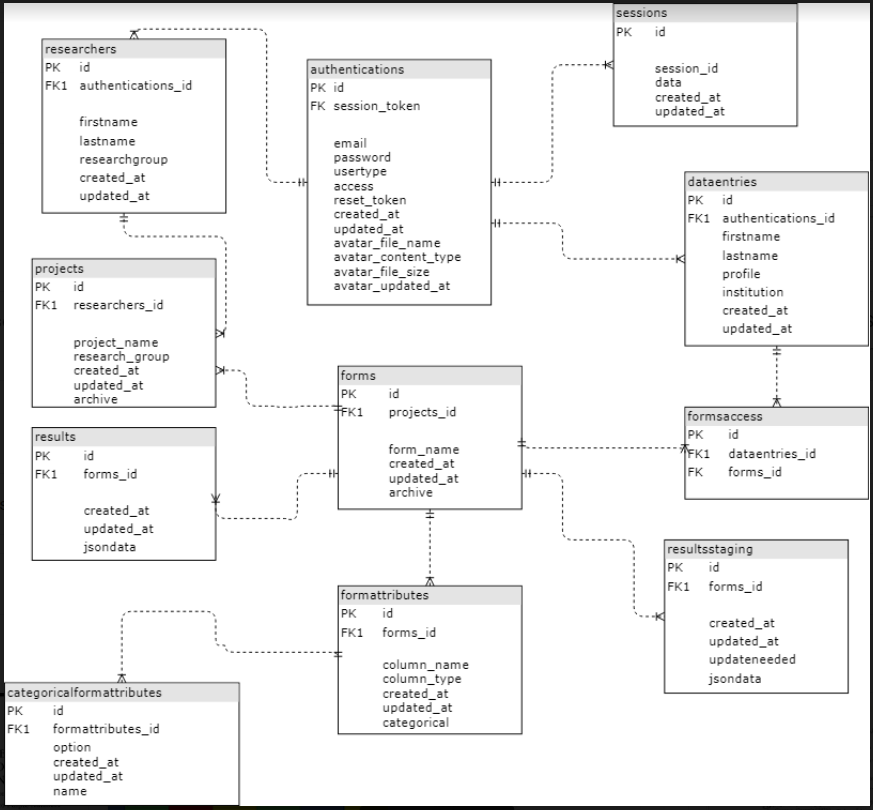 researchers
PK id
FK1 authentications_id
firstname
lastname
researchgroup
created_at
updated_at
authentications
PK id
FK session_token
email
password
usertype
access
reset_token
created_at
updated_at
avatar_file_name
avatar_content_type
avatar_file_size
avatar_updated_at
sessions
PK id
session_id
data
created_at
updated_at
dataentries
PK id
FK1 authentications_id
firstname
lastname
profile
institution
created_at
updated_at
projects
PK id
FK1 researchers_id
project_name
research_group
created_at
updated_at
archive
forms
PK id
FK1 projects_id
form_name
created_at
updated_at
archive
formsaccess
PK id
FK1 dataentries_id
FK forms_id
results
PK id
FK1 forms_id
created_at
updated_at
jsondata
resultsstaging
PK id
FK1 forms_id
created_at
updated_at
updateneeded
jsondata
formattributes
PK id
FK1 forms_id
column_name
column_type
created_at
updated_at
categorical
categoricalformattributes
PK id
FK1 formattributes_id
option
created_at
updated_at
name